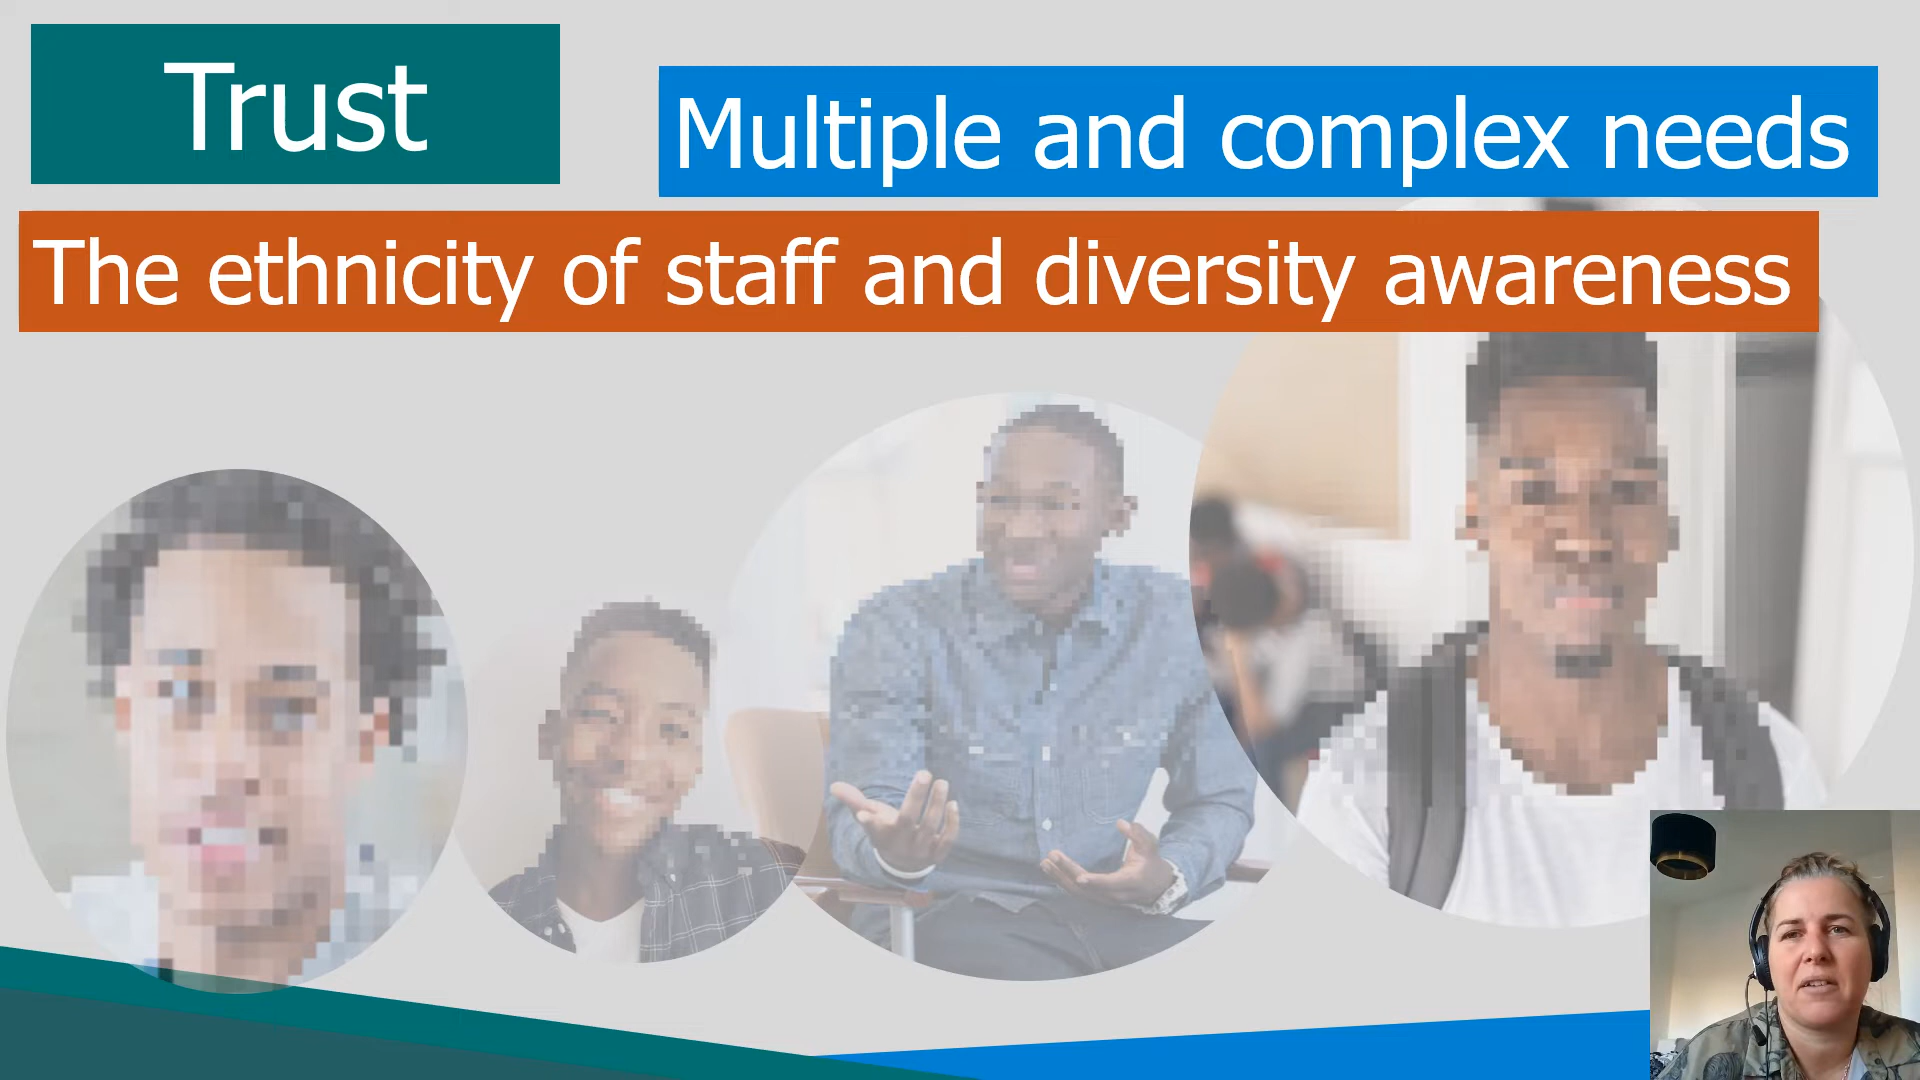 Trust
Multiple and complex needs
The ethnicity of staff and diversity awareness